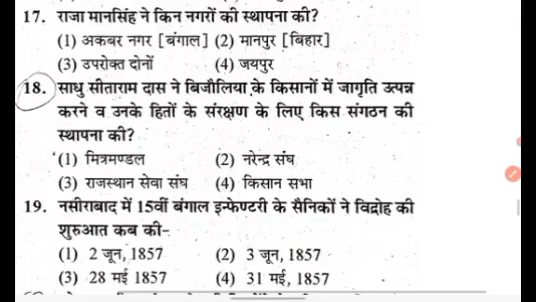 17. राजा मानसिंह ने किन नगरों की स्थापना की?
(1) अकबर नगर [बंगाल] (2) मानपुर [बिहार]
(3) उपरोक्त दोनों (4) जयपुर
18. साधु सीताराम दास ने बिजौलिया के किसानों में जागृति उत्पन्न
करने व उनके हितों के संरक्षण के लिए किस संगठन की
स्थापना की?
(1) मित्रमण्डल (2) नरेन्द्र संघ
(3) राजस्थान सेवा संघ (4) किसान सभा
19. नसीराबाद में 15वीं बंगाल इन्फेण्टरी के सैनिकों ने विद्रोह की
शुरुआत कब की-
(1) 2 जून, 1857 (2) 3 जून, 1857
(3) 28 मई 1857 (4) 31 मई, 1857